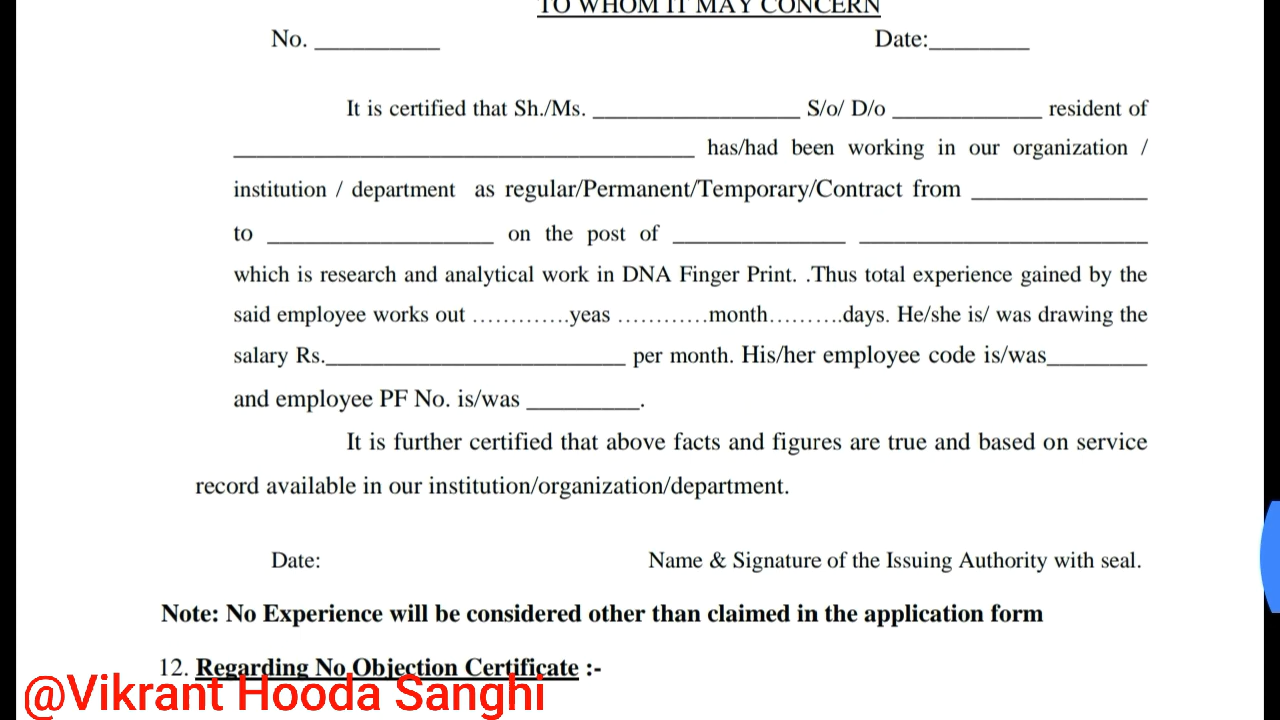 TO WHOM IT MAY CONCERN
No. __________ Date:________
It is certified that Sh./Ms. _________________ S/o/ D/o ____________ resident of
______________________________________ has/had been working in our organization /
institution / department as regular/Permanent/Temporary/Contract from ______________
to __________________ on the post of ______________ _______________________
which is research and analytical work in DNA Finger Print. .Thus total experience gained by the
said employee works out ………….yeas …………month……….days. He/she is/ was drawing the
salary Rs.________________________ per month. His/her employee code is/was________
and employee PF No. is/was _________.
It is further certified that above facts and figures are true and based on service
record available in our institution/organization/department.
Date: Name & Signature of the Issuing Authority with seal.
Note: No Experience will be considered other than claimed in the application form
12. Regarding No Objection Certificate :-
@Vikrant Hooda Sanghi